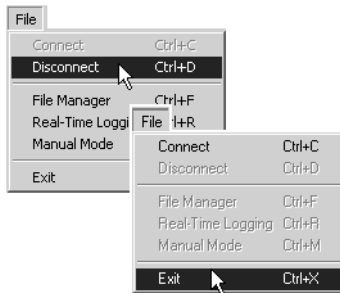 File
Connect Ctrl+C
Disconnect Ctrl+D
File Manager Ctrl+F
Real-Time Loggi
Manual Mode
Exit
File
Connect Ctrl+C
Disconnect Ctrl+D
File Manager Ctrl+F
Real-Time Logging Ctrl+R
Manual Mode Ctrl+M
Exit Ctrl+X